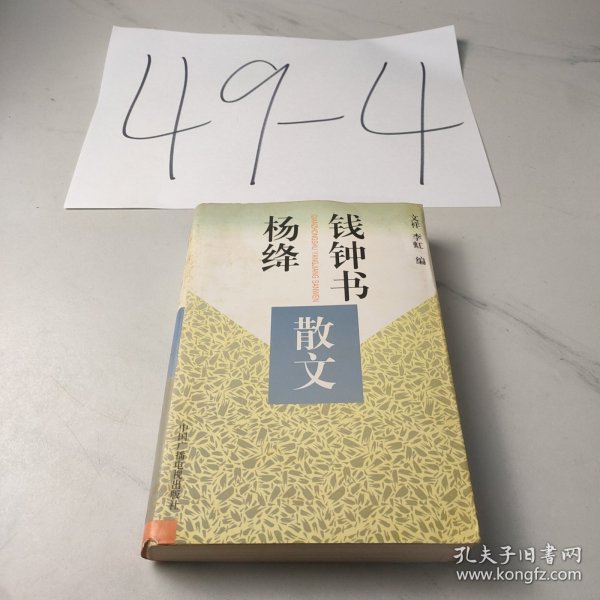 49-4
文祥 李虹 编
钱钟书
QIANZHONGSHU YANGJIANG SANWEN
杨绛
散文
中国广播电视出版社
孔夫子旧书网
www.kongfz.com